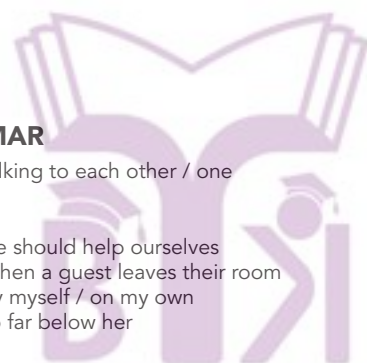 MAR
lking to each other / one
e should help ourselves
hen a guest leaves their room
y myself / on my own
far below her